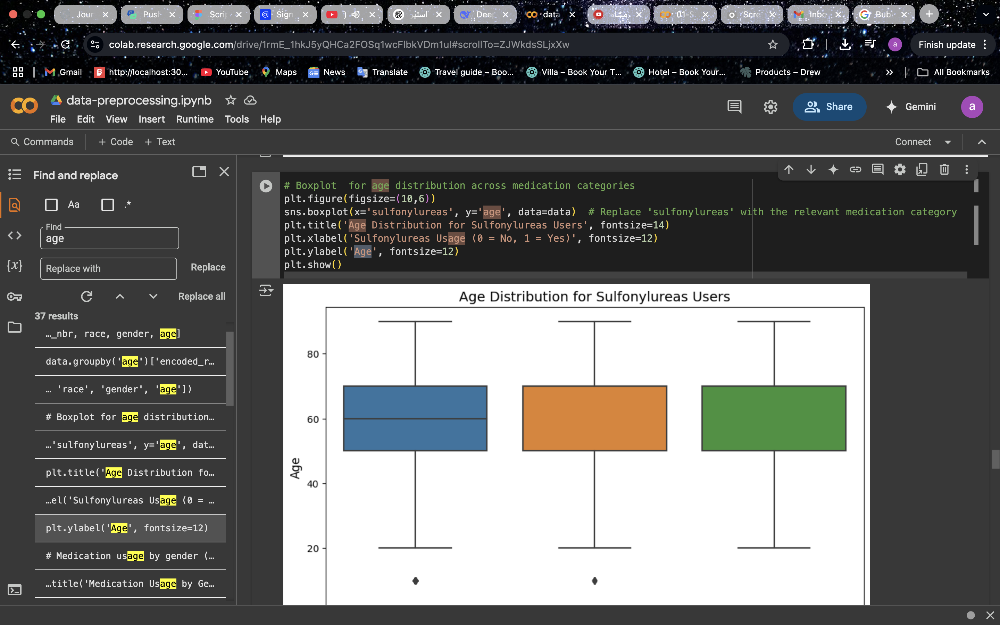 Jour
Push
Scrip
Sign
استیر
Deep
data
مشاه
01-S
Scre
Inbo
Bub
colab.research.google.com/drive/1rmE_1hkJ5yQHCa2FOSq1wcFlbkVDm1ul#scrollTo=ZJWkdsSLjxXw
a
Finish update
Gmail
http://localhost:30...
YouTube
Maps
News
Translate
Travel guide – Boo...
Villa – Book Your T...
Hotel – Book Your...
Products – Drew
All Bookmarks
data-preprocessing.ipynb
File Edit View Insert Runtime Tools Help
Share
Gemini
a
Commands + Code + Text
Connect
Find and replace
Aa
.*
Find
age
Replace with
Replace
Replace all
37 results
…_nbr, race, gender, age]
data.groupby('age')['encoded_r…
… 'race', 'gender', 'age'])
# Boxplot for age distribution…
…'sulfonylureas', y='age', dat…
plt.title('Age Distribution fo…
…el('Sulfonylureas Usage (0 = …
plt.ylabel('Age', fontsize=12)
# Medication usage by gender (…
…title('Medication Usage by Ge…
# Boxplot  for age distribution across medication categories
plt.figure(figsize=(10,6))
sns.boxplot(x='sulfonylureas', y='age', data=data)  # Replace 'sulfonylureas' with the relevant medication category
plt.title('Age Distribution for Sulfonylureas Users', fontsize=14)
plt.xlabel('Sulfonylureas Usage (0 = No, 1 = Yes)', fontsize=12)
plt.ylabel('Age', fontsize=12)
plt.show()
Age Distribution for Sulfonylureas Users
80
60
40
20
Age